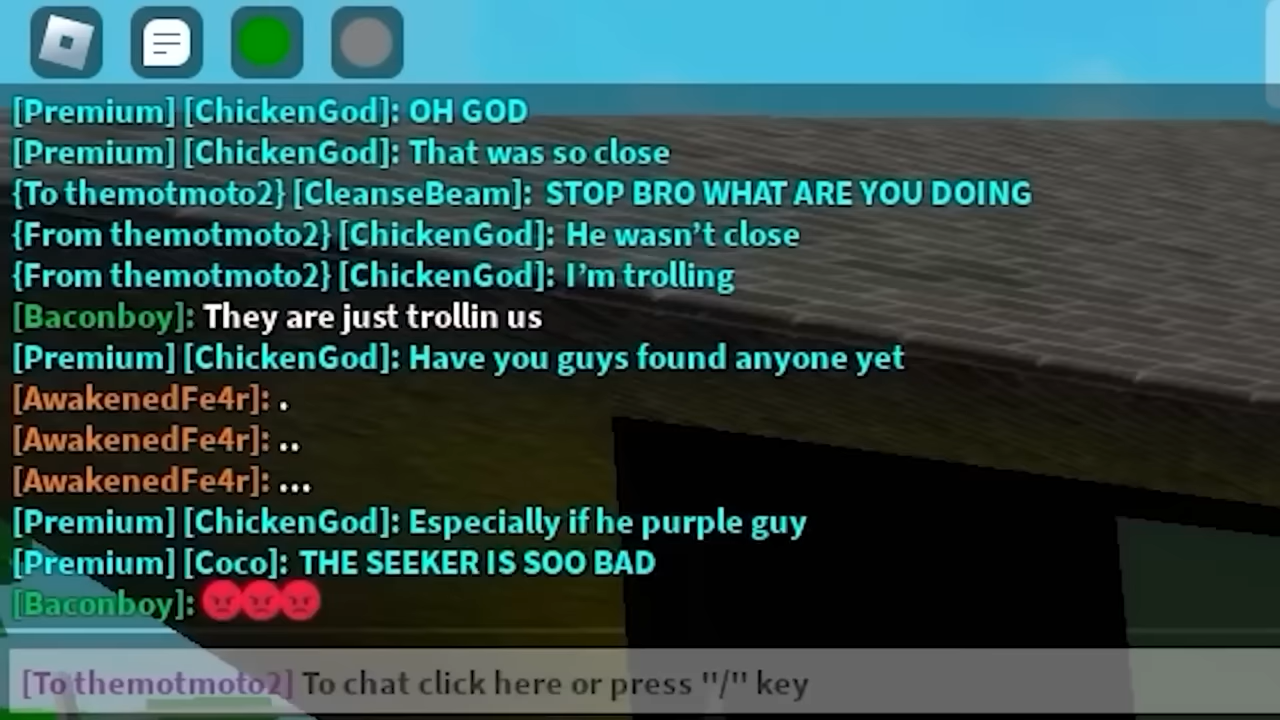 [Premium] [ChickenGod]: OH GOD
[Premium] [ChickenGod]: That was so close
{To themotmoto2} [CleanseBeam]: STOP BRO WHAT ARE YOU DOING
{From themotmoto2} [ChickenGod]: He wasn’t close
{From themotmoto2} [ChickenGod]: I’m trolling
[Baconboy]: They are just trollin us
[Premium] [ChickenGod]: Have you guys found anyone yet
[AwakenedFe4r]: .
[AwakenedFe4r]: ..
[AwakenedFe4r]: ...
[Premium] [ChickenGod]: Especially if he purple guy
[Premium] [Coco]: THE SEEKER IS SOO BAD
[Baconboy]: 😡😡😡
[To themotmoto2] To chat click here or press "/" key